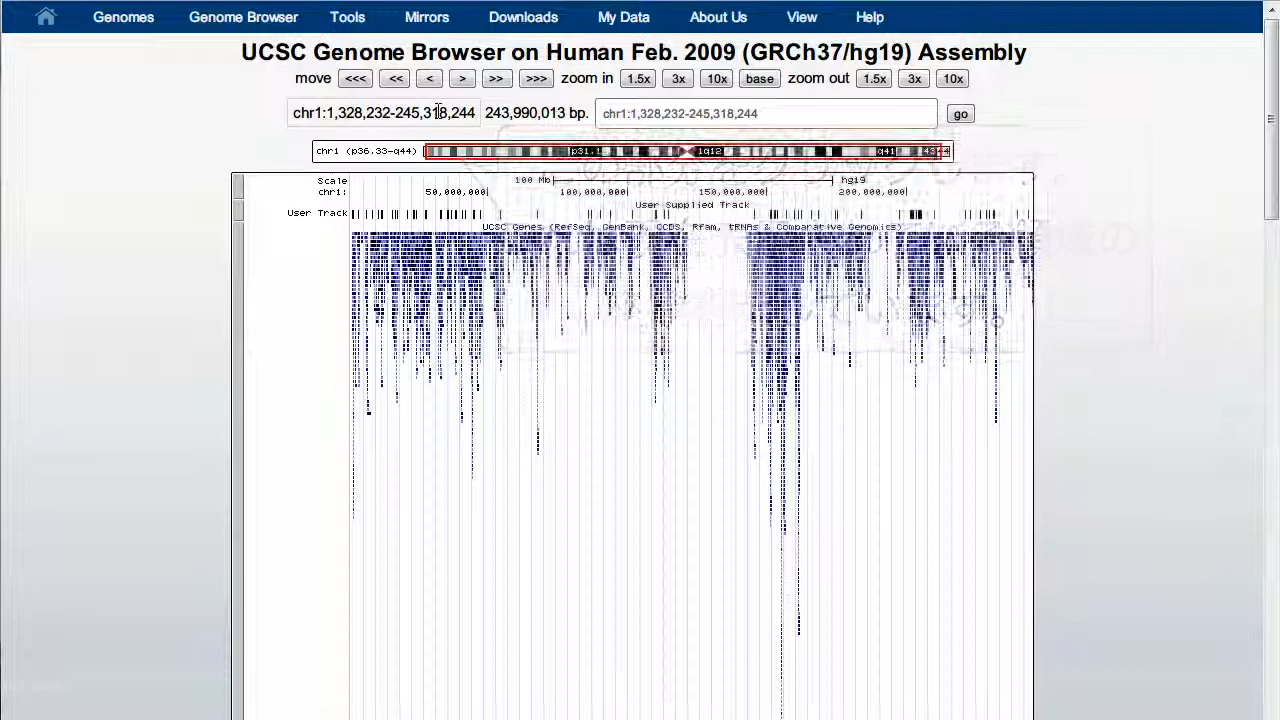 Genomes Genome Browser Tools Mirrors Downloads My Data About Us View Help
UCSC Genome Browser on Human Feb. 2009 (GRCh37/hg19) Assembly
move <<< << < > >> >>> zoom in 1.5x 3x 10x base zoom out 1.5x 3x 10x
chr1:1,328,232-245,318,244 243,990,013 bp. chr1:1,328,232-245,318,244 go
chr1 (p36.33-q44) p31.1 1q12 q41 q44
Scale 100 Mb hg19
chr1: 50,000,000 100,000,000 150,000,000 200,000,000
User Supplied Track
User Track
UCSC Genes (RefSeq, GenBank, CCDS, Rfam, tRNAs & Comparative Genomics)